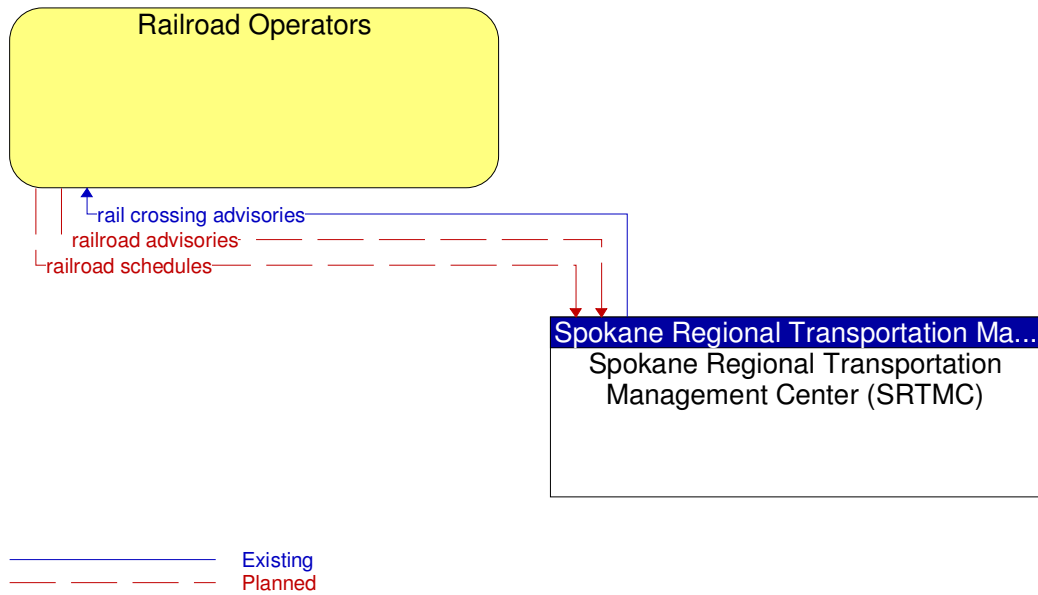 Railroad Operators
rail crossing advisories
railroad advisories
railroad schedules
Spokane Regional Transportation Ma...
Spokane Regional Transportation
Management Center (SRTMC)
Existing
Planned